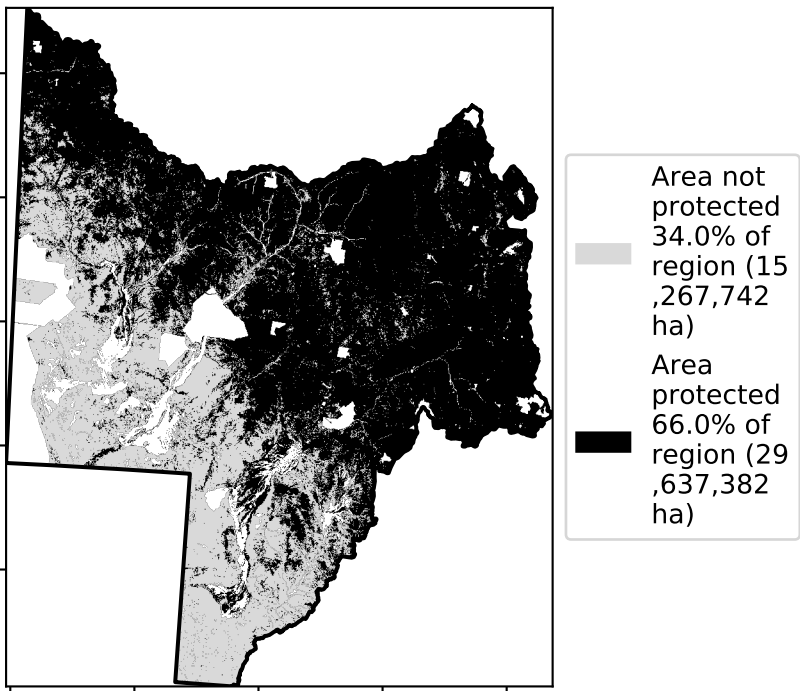 Area not
protected
34.0% of
region (15
,267,742
ha)
Area
protected
66.0% of
region (29
,637,382
ha)